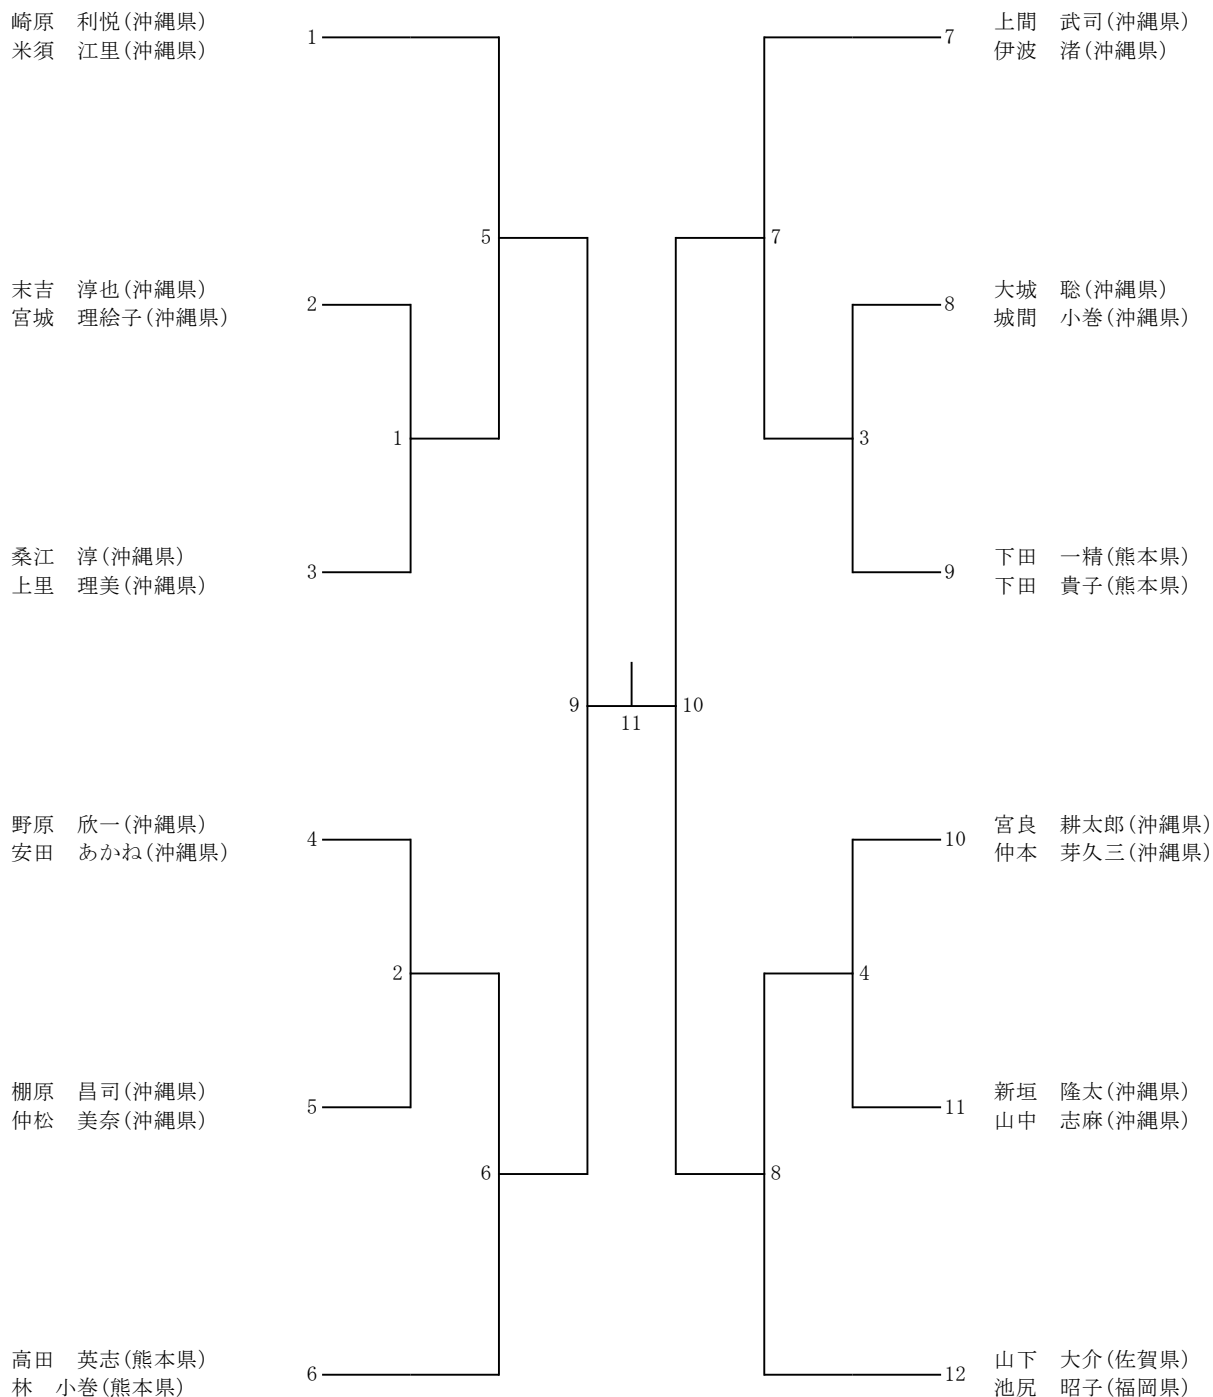 崎原　利悦(沖縄県)
米須　江里(沖縄県)
1
末吉　淳也(沖縄県)
宮城　理絵子(沖縄県)
2
桑江　淳(沖縄県)
上里　理美(沖縄県)
3
野原　欣一(沖縄県)
安田　あかね(沖縄県)
4
棚原　昌司(沖縄県)
仲松　美奈(沖縄県)
5
高田　英志(熊本県)
林　小巻(熊本県)
6
1
2
5
6
9
11
10
7
8
3
4
7
上間　武司(沖縄県)
伊波　渚(沖縄県)
8
大城　聡(沖縄県)
城間　小巻(沖縄県)
9
下田　一精(熊本県)
下田　貴子(熊本県)
10
宮良　耕太郎(沖縄県)
仲本　芽久三(沖縄県)
11
新垣　隆太(沖縄県)
山中　志麻(沖縄県)
12
山下　大介(佐賀県)
池尻　昭子(福岡県)